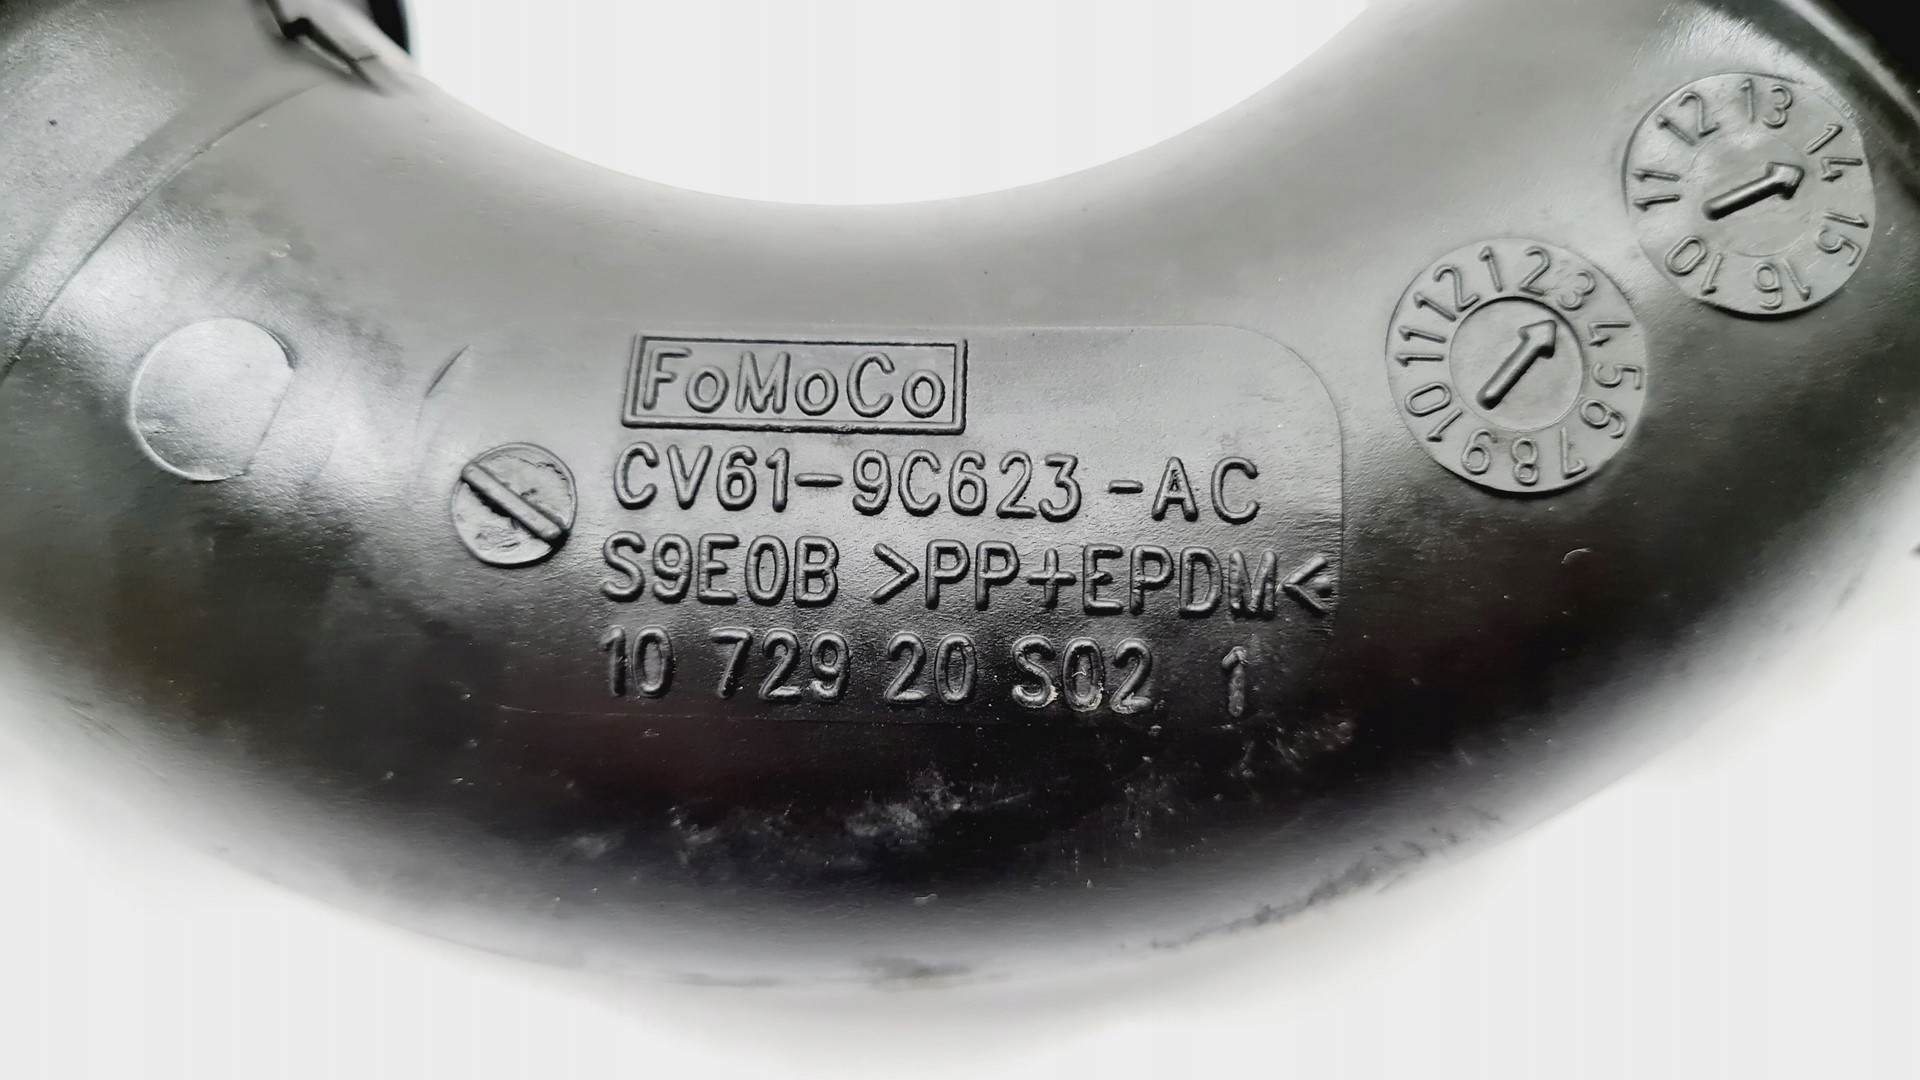 FoMoCo
CV61-9C623-AC
S9E0B >PP+EPDM<
10 729 20 S02 1
1 2 3 4 5 6 7 8 9 10 11 12
10 11 12 13 14 15 16